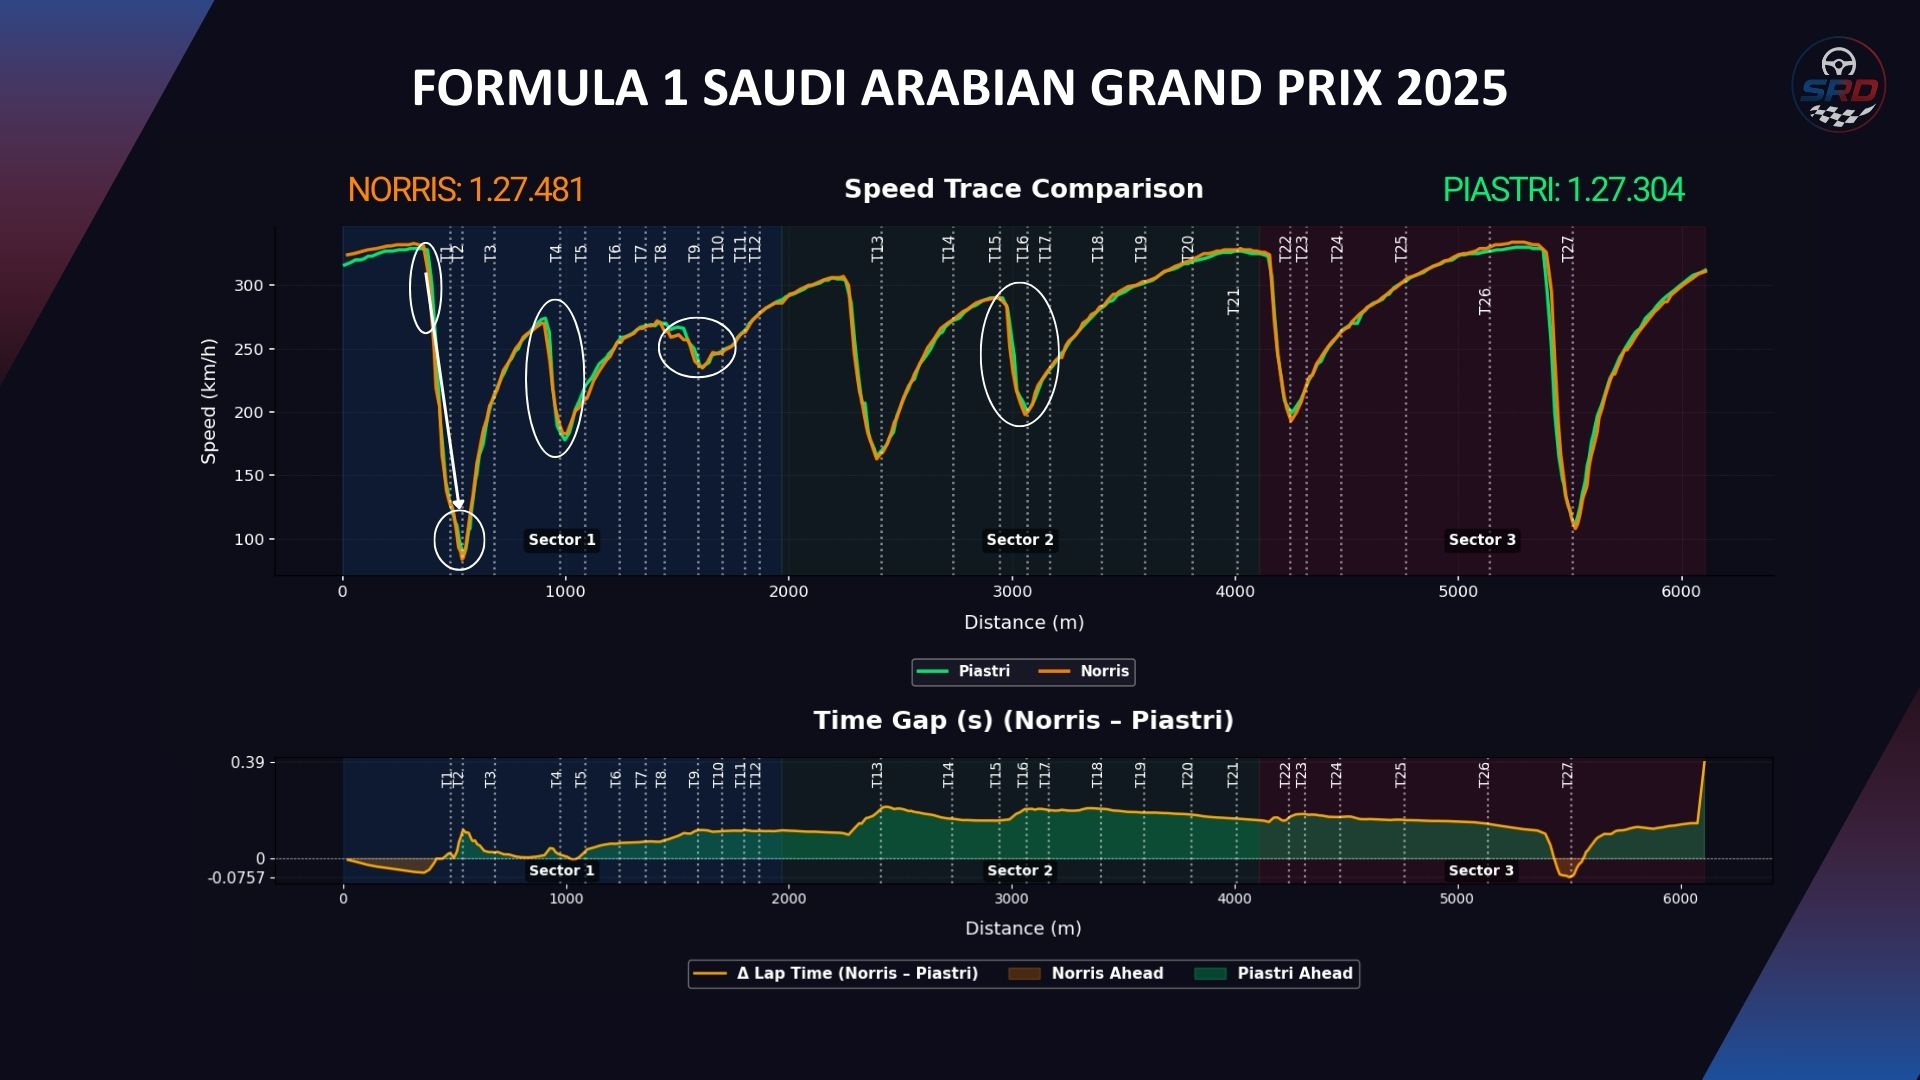 FORMULA 1 SAUDI ARABIAN GRAND PRIX 2025
SRD
NORRIS: 1.27.481
Speed Trace Comparison
PIASTRI: 1.27.304
T1 T2 T3 T4 T5 T6 T7 T8 T9 T10 T11 T12 T13 T14 T15 T16 T17 T18 T19 T20 T21 T22 T23 T24 T25 T26 T27
Speed (km/h)
300
250
200
150
100
Sector 1 Sector 2 Sector 3
0 1000 2000 3000 4000 5000 6000
Distance (m)
Piastri Norris
Time Gap (s) (Norris – Piastri)
0.39
0
-0.0757
T1 T2 T3 T4 T5 T6 T7 T8 T9 T10 T11 T12 T13 T14 T15 T16 T17 T18 T19 T20 T21 T22 T23 T24 T25 T26 T27
Sector 1 Sector 2 Sector 3
0 1000 2000 3000 4000 5000 6000
Distance (m)
Δ Lap Time (Norris – Piastri) Norris Ahead Piastri Ahead